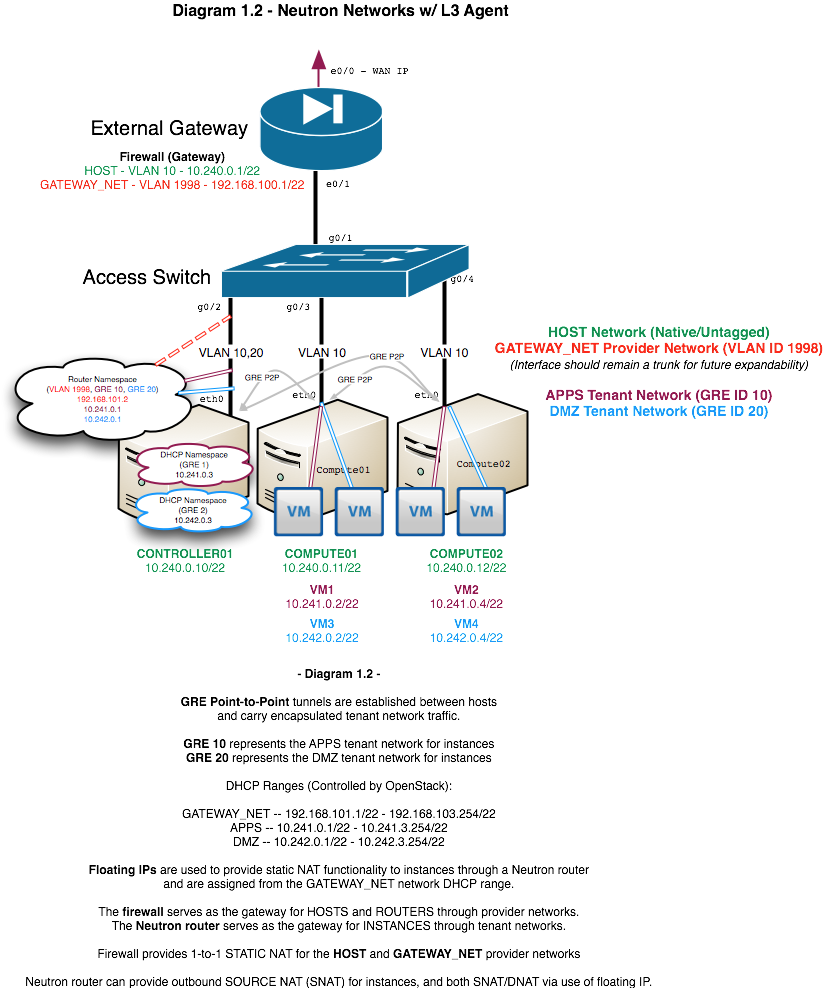 Diagram 1.2 - Neutron Networks w/ L3 Agent
e0/0 - WAN IP
External Gateway
Firewall (Gateway)
HOST - VLAN 10 - 10.240.0.1/22
GATEWAY_NET - VLAN 1998 - 192.168.100.1/22
e0/1
g0/1
Access Switch
g0/4
g0/2
g0/3
HOST Network (Native/Untagged)
GATEWAY_NET Provider Network (VLAN ID 1998)
(Interface should remain a trunk for future expandability)
APPS Tenant Network (GRE ID 10)
DMZ Tenant Network (GRE ID 20)
VLAN 10,20
VLAN 10
VLAN 10
GRE P2P
GRE P2P
GRE P2P
Router Namespace
(VLAN 1998, GRE 10, GRE 20)
192.168.101.2
10.241.0.1
10.242.0.1
eth0
eth0
eth0
DHCP Namespace
(GRE 1)
10.241.0.3
DHCP Namespace
(GRE 2)
10.242.0.3
Compute01
Compute02
VM
VM
VM
VM
CONTROLLER01
10.240.0.10/22
COMPUTE01
10.240.0.11/22
COMPUTE02
10.240.0.12/22
VM1
10.241.0.2/22
VM2
10.241.0.4/22
VM3
10.242.0.2/22
VM4
10.242.0.4/22
- Diagram 1.2 -
GRE Point-to-Point tunnels are established between hosts
and carry encapsulated tenant network traffic.
GRE 10 represents the APPS tenant network for instances
GRE 20 represents the DMZ tenant network for instances
DHCP Ranges (Controlled by OpenStack):
GATEWAY_NET -- 192.168.101.1/22 - 192.168.103.254/22
APPS -- 10.241.0.1/22 - 10.241.3.254/22
DMZ -- 10.242.0.1/22 - 10.242.3.254/22
Floating IPs are used to provide static NAT functionality to instances through a Neutron router
and are assigned from the GATEWAY_NET network DHCP range.
The firewall serves as the gateway for HOSTS and ROUTERS through provider networks.
The Neutron router serves as the gateway for INSTANCES through tenant networks.
Firewall provides 1-to-1 STATIC NAT for the HOST and GATEWAY_NET provider networks
Neutron router can provide outbound SOURCE NAT (SNAT) for instances, and both SNAT/DNAT via use of floating IP.